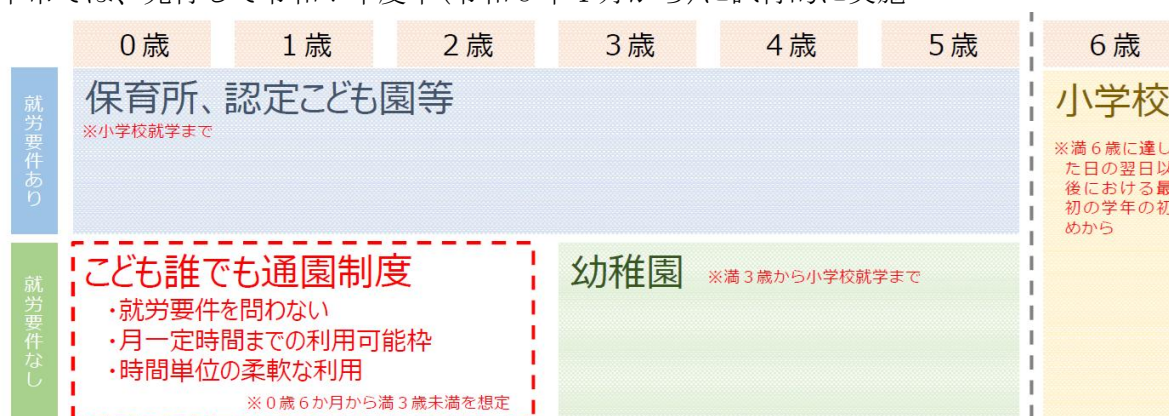 0歳 1歳 2歳 3歳 4歳 5歳 6歳
就労要件あり
保育所、認定こども園等
※小学校就学まで
小学校
※満6歳に達し
た日の翌日以
後における最
初の学年の初
めから
就労要件なし
こども誰でも通園制度
・就労要件を問わない
・月一定時間までの利用可能枠
・時間単位の柔軟な利用
※0歳6か月から満3歳未満を想定
幼稚園 ※満3歳から小学校就学まで